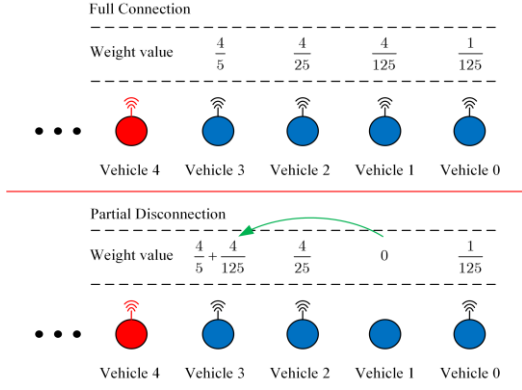 Full Connection
Weight value 4/5 4/25 4/125 1/125
Vehicle 4 Vehicle 3 Vehicle 2 Vehicle 1 Vehicle 0
Partial Disconnection
Weight value 4/5 + 4/125 4/25 0 1/125
Vehicle 4 Vehicle 3 Vehicle 2 Vehicle 1 Vehicle 0